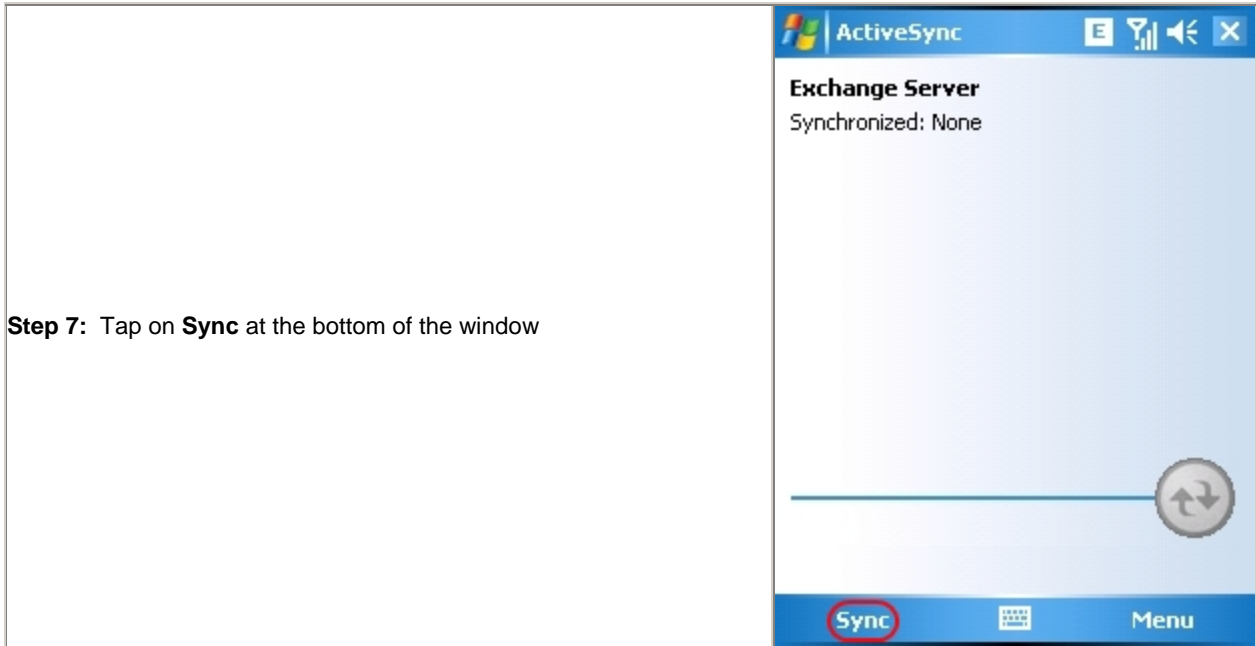 Step 7: Tap on Sync at the bottom of the window
ActiveSync
E
Exchange Server
Synchronized: None
Sync
Menu